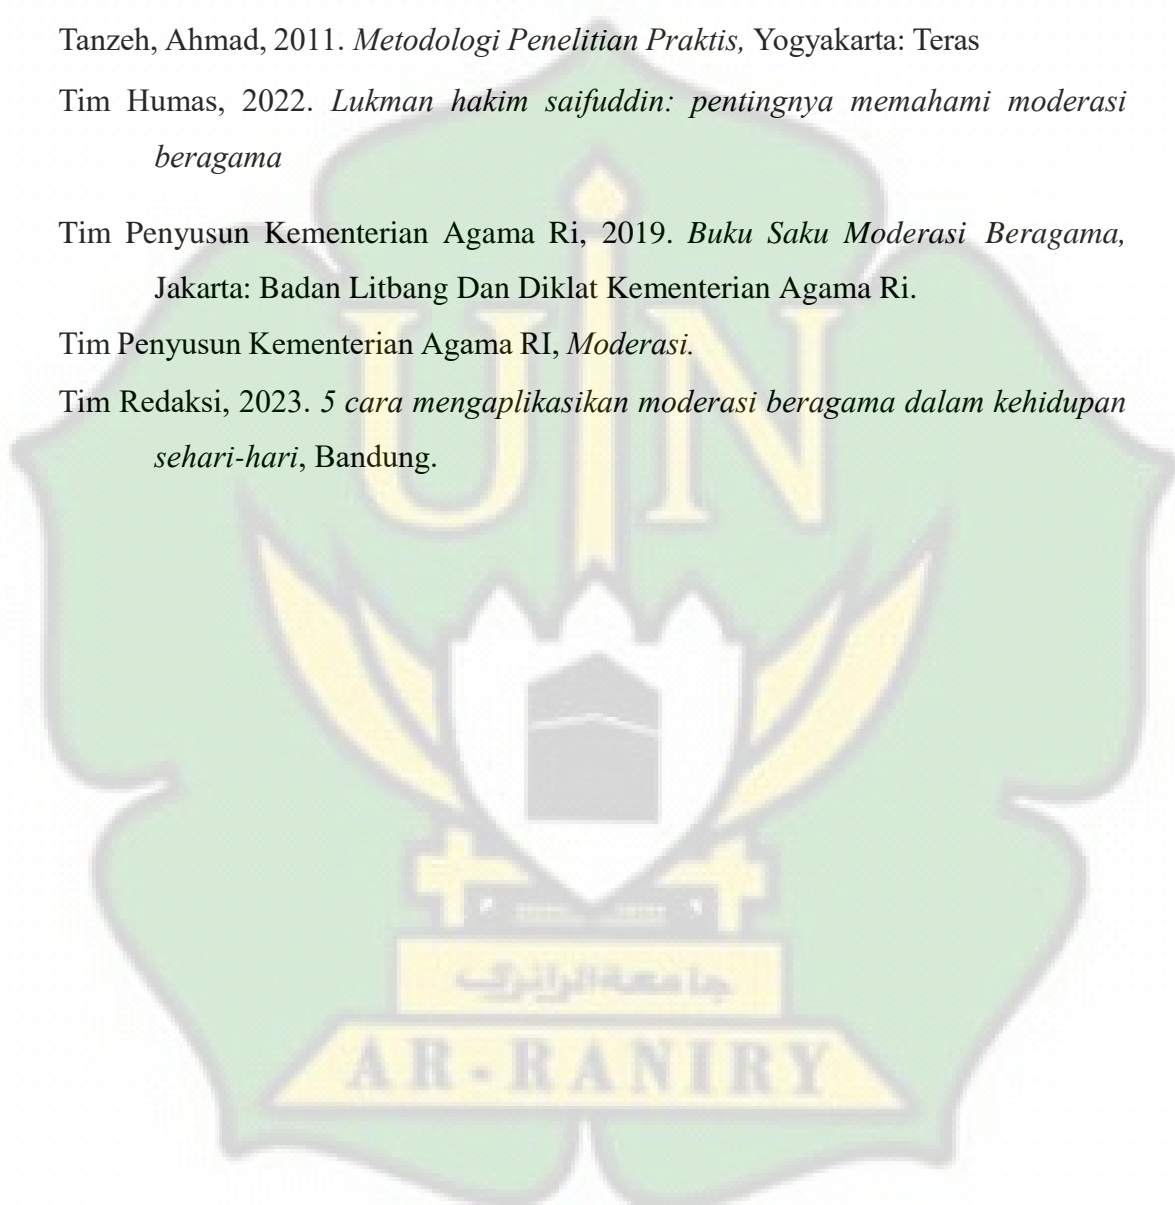 Tanzeh, Ahmad, 2011. Metodologi Penelitian Praktis, Yogyakarta: Teras
Tim Humas, 2022. Lukman hakim saifuddin: pentingnya memahami moderasi
beragama
Tim Penyusun Kementerian Agama Ri, 2019. Buku Saku Moderasi Beragama,
Jakarta: Badan Litbang Dan Diklat Kementerian Agama Ri.
Tim Penyusun Kementerian Agama RI, Moderasi.
Tim Redaksi, 2023. 5 cara mengaplikasikan moderasi beragama dalam kehidupan
sehari-hari, Bandung.
UIN
جامعة الرانري
AR-RANIRY